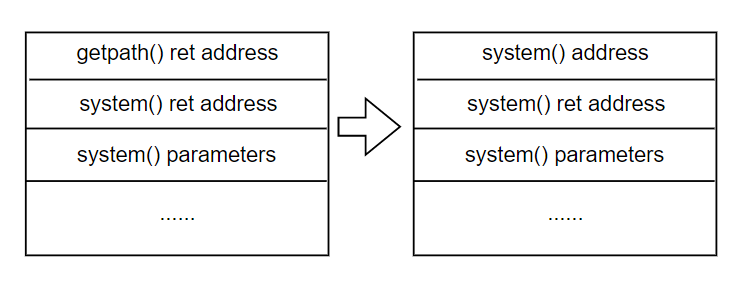 getpath() ret address
system() ret address
system() parameters
......
system() address
system() ret address
system() parameters
......